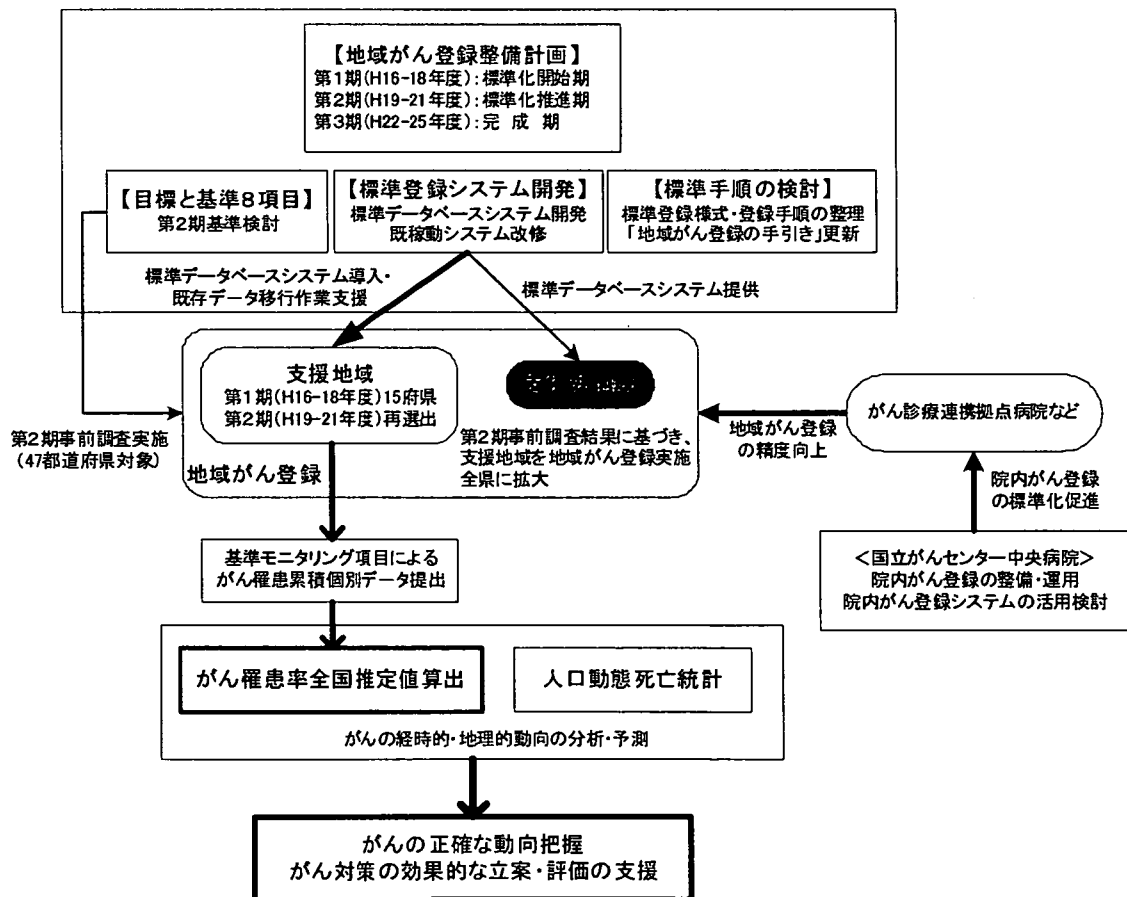 【地域がん登録整備計画】
第1期(H16-18年度):標準化開始期
第2期(H19-21年度):標準化推進期
第3期(H22-25年度):完 成 期
【目標と基準8項目】
第2期基準検討
【標準登録システム開発】
標準データベースシステム開発
既稼動システム改修
【標準手順の検討】
標準登録様式・登録手順の整理
「地域がん登録の手引き」更新
標準データベースシステム導入・
既存データ移行作業支援
標準データベースシステム提供
支援地域
第1期(H16-18年度)15府県
第2期(H19-21年度)再選出
第2期事前調査結果に基づき、
支援地域を地域がん登録実施
全県に拡大
地域がん登録
第2期事前調査実施
(47都道府県対象)
がん診療連携拠点病院など
地域がん登録
の精度向上
院内がん登録
の標準化促進
<国立がんセンター中央病院>
院内がん登録の整備・運用
院内がん登録システムの活用検討
基準モニタリング項目による
がん罹患累積個別データ提出
がん罹患率全国推定値算出
人口動態死亡統計
がんの経時的・地理的動向の分析・予測
がんの正確な動向把握
がん対策の効果的な立案・評価の支援